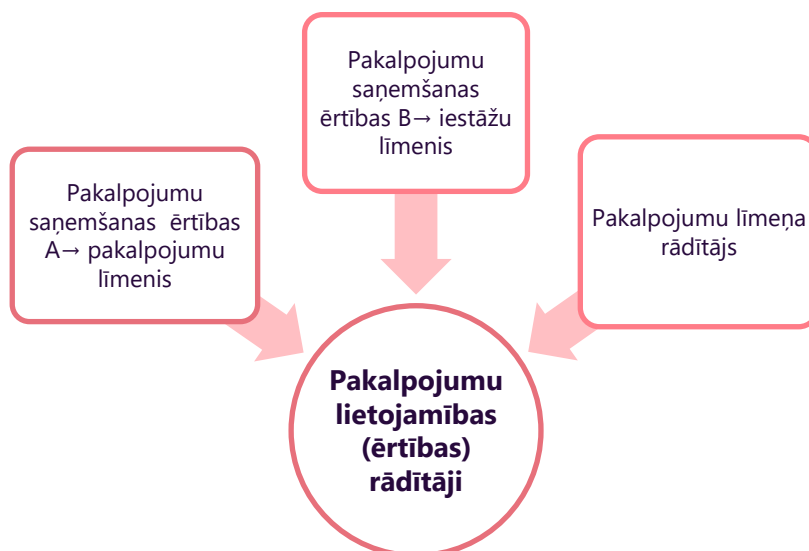 Pakalpojumu
saņemšanas ērtības
A→ pakalpojumu
līmenis
Pakalpojumu
saņemšanas
ērtības B→ iestāžu
līmenis
Pakalpojumu līmeņa
rādītājs
Pakalpojumu
lietojamības
(ērtības)
rādītāji